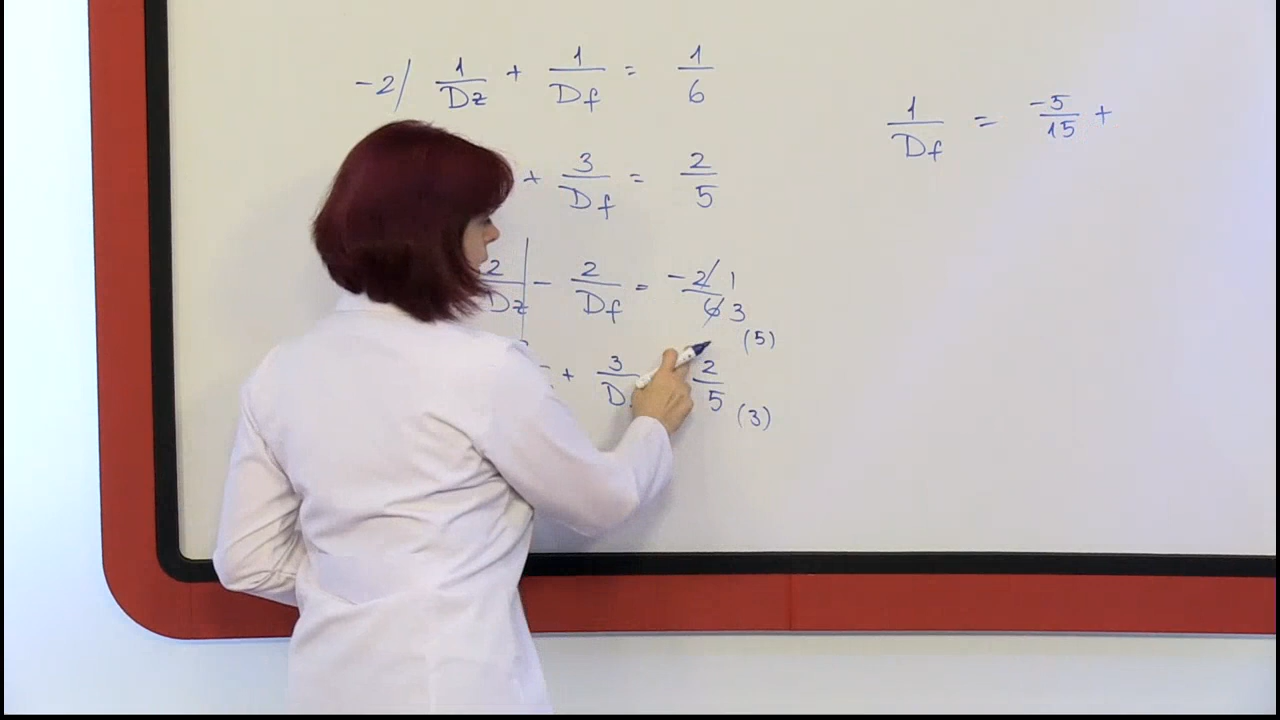 -2/ 1/Dz + 1/Df = 1/6
+ 3/Df = 2/5
2/Dz - 2/Df = -2/6 1 3 (5)
+ 3/D 2/5 (3)
1/Df = -5/15 +